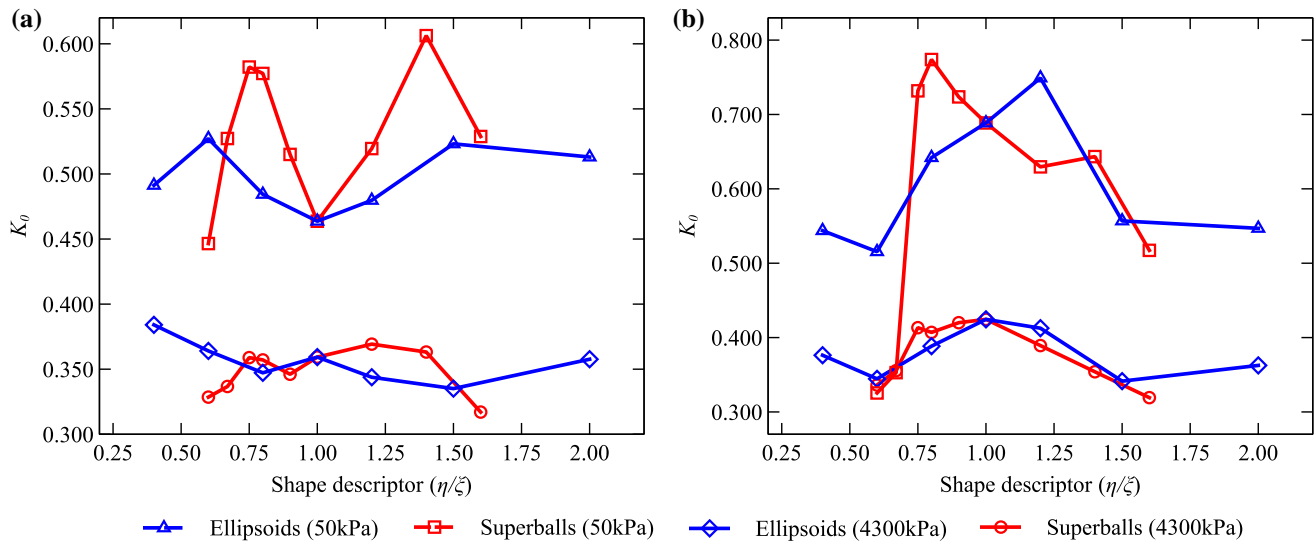 (a)
0.600
0.550
0.500
0.450
0.400
0.350
0.300
K0
0.25 0.50 0.75 1.00 1.25 1.50 1.75 2.00
Shape descriptor (η/ξ)
(b)
0.800
0.700
0.600
0.500
0.400
0.300
K0
0.25 0.50 0.75 1.00 1.25 1.50 1.75 2.00
Shape descriptor (η/ξ)
Ellipsoids (50kPa) Superballs (50kPa) Ellipsoids (4300kPa) Superballs (4300kPa)